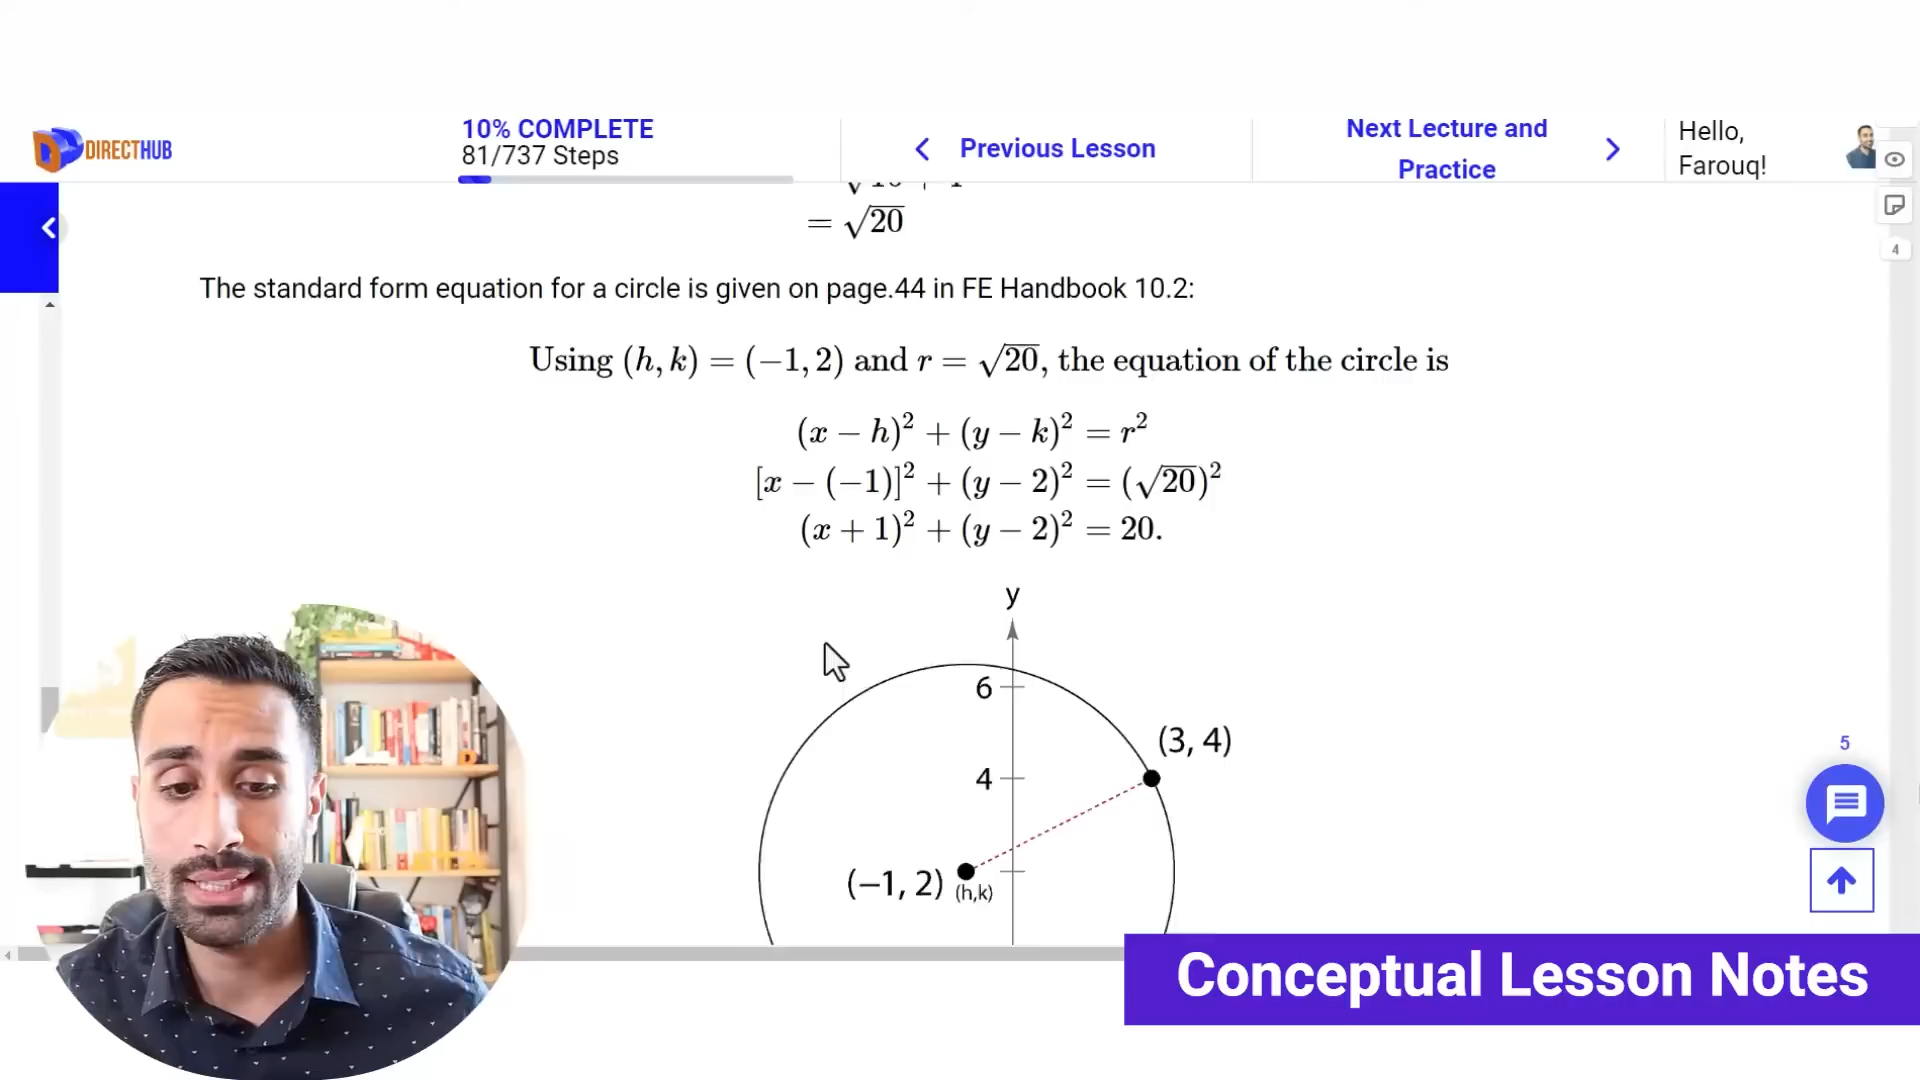 DIRECTHUB
10% COMPLETE
81/737 Steps
Previous Lesson
Next Lecture and
Practice
Hello,
Farouq!
4
= √20
The standard form equation for a circle is given on page.44 in FE Handbook 10.2:
Using (h, k) = (−1, 2) and r = √20, the equation of the circle is
(x − h)² + (y − k)² = r²
[x − (−1)]² + (y − 2)² = (√20)²
(x + 1)² + (y − 2)² = 20.
y
6
(3, 4)
4
(−1, 2) (h,k)
5
Conceptual Lesson Notes